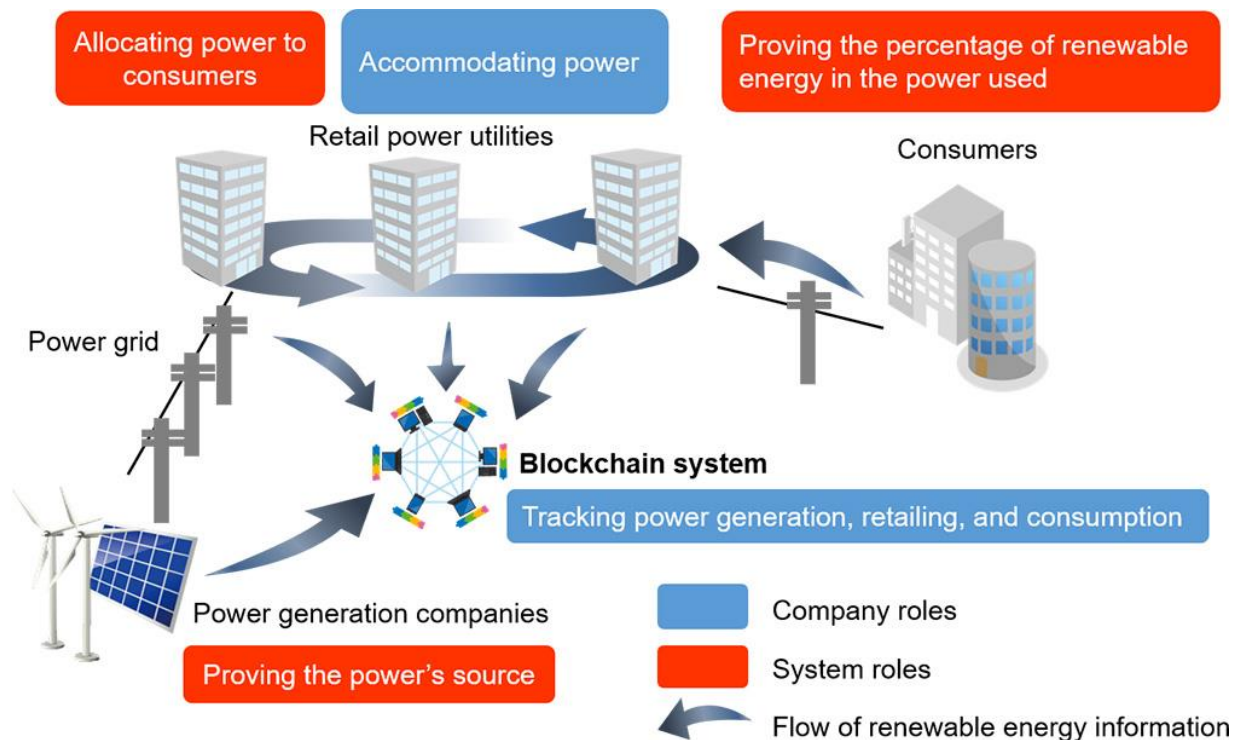 Allocating power to
consumers
Accommodating power
Proving the percentage of renewable
energy in the power used
Retail power utilities
Consumers
Power grid
Blockchain system
Tracking power generation, retailing, and consumption
Power generation companies
Proving the power’s source
Company roles
System roles
Flow of renewable energy information